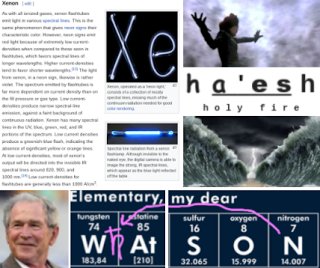 Xenon [edit]
As with all ionized gases, xenon flashtubes
emit light in various spectral lines. This is the
same phenomenon that gives neon signs their
characteristic color. However, neon signs emit
red light because of extremely low current-
densities when compared to those seen in
flashtubes, which favors spectral lines of
longer wavelengths. Higher current-densities
tend to favor shorter wavelengths. The light
from xenon, in a neon sign, likewise is rather
violet. The spectrum emitted by flashtubes is
far more dependent on current density than on
the fill pressure or gas type. Low current-
densities produce narrow spectral-line
emission, against a faint background of
continuous radiation. Xenon has many spectral
lines in the UV, blue, green, red, and IR
portions of the spectrum. Low current densities
produce a greenish-blue flash, indicating the
absence of significant yellow or orange lines.
At low current-densities, most of xenon's
output will be directed into the invisible IR
spectral lines around 820, 900, and
1000 nm. Low current-densities for
flashtubes are generally less than 1000 A/cm²
Xe
Xenon, operated as a 'neon light,'
consists of a collection of mostly
spectral lines, missing much of the
continuum radiation needed for good
color rendering.
Spectral line radiation from a xenon
flashtube. Although invisible to the
naked eye, the digital camera is able to
image the strong IR spectral lines,
which appear as the blue light reflected
of the table
ha'esh
holy fire
Elementary, my dear
tungsten
74
W
183,84
ħ
astatine
85
At
[210]
sulfur
16
S
32.065
oxygen
8
O
15.999
nitrogen
7
N
14.007